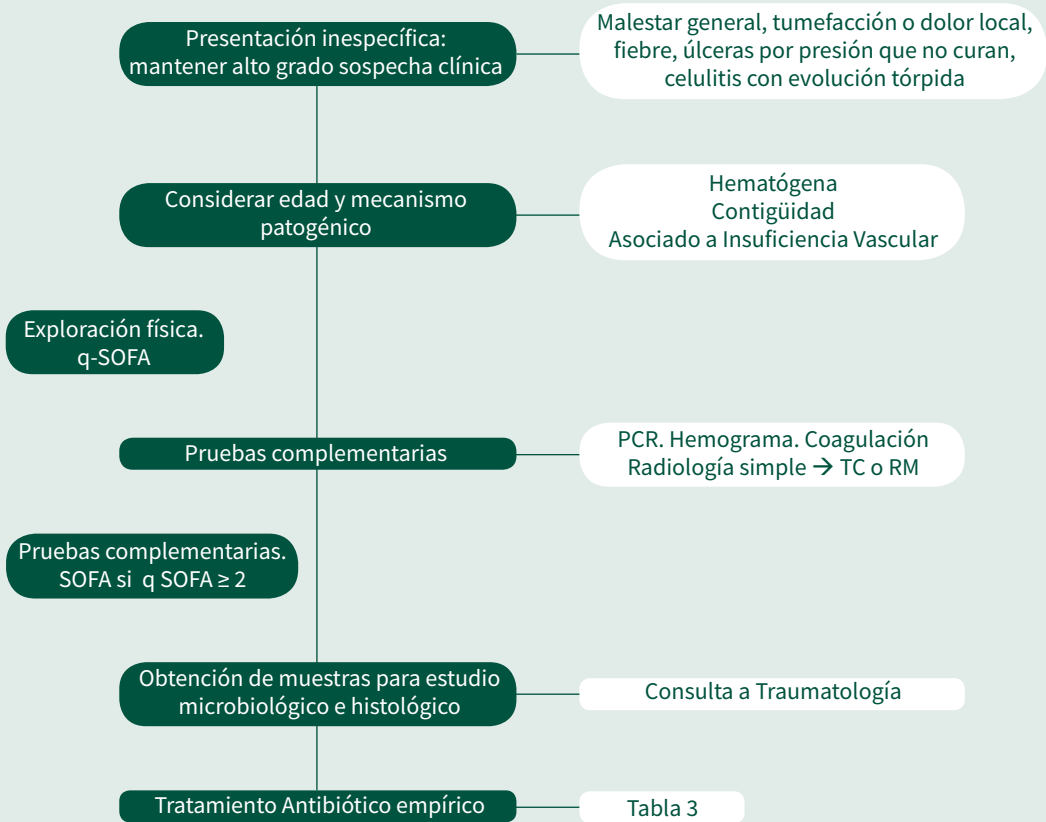 Presentación inespecífica:
mantener alto grado sospecha clínica
Malestar general, tumefacción o dolor local,
fiebre, úlceras por presión que no curan,
celulitis con evolución tórpida
Considerar edad y mecanismo
patogénico
Hematógena
Contigüidad
Asociado a Insuficiencia Vascular
Exploración física.
q-SOFA
Pruebas complementarias
PCR. Hemograma. Coagulación
Radiología simple → TC o RM
Pruebas complementarias.
SOFA si q SOFA ≥ 2
Obtención de muestras para estudio
microbiológico e histológico
Consulta a Traumatología
Tratamiento Antibiótico empírico
Tabla 3